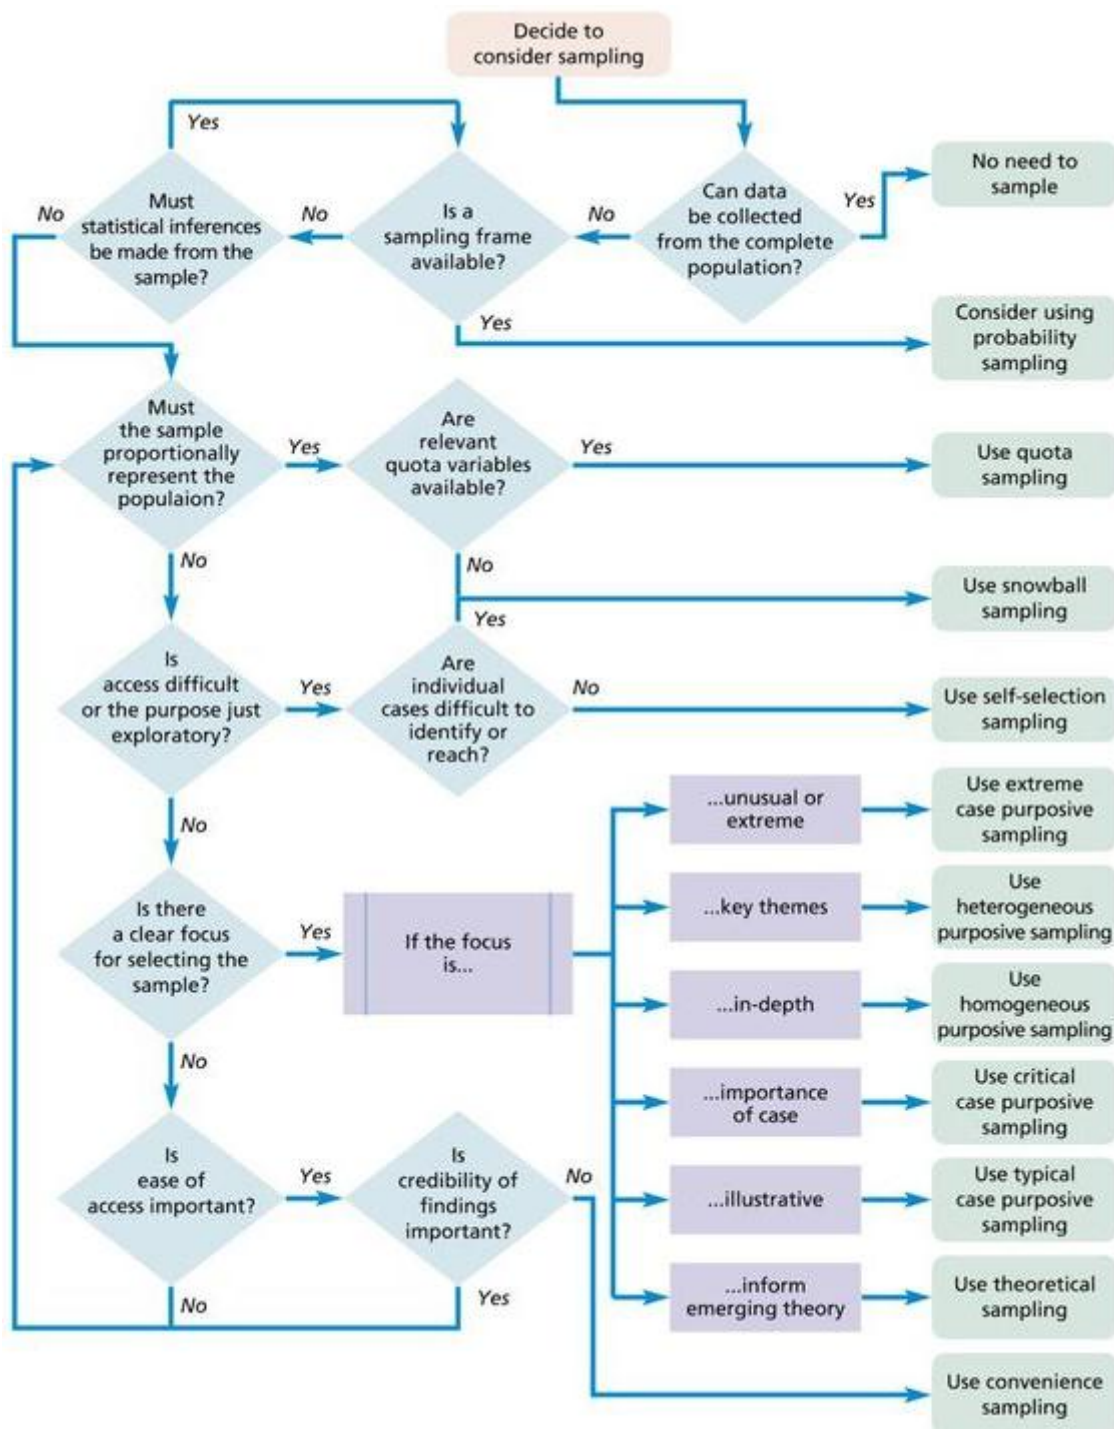 Decide to
consider sampling
Yes
No
Must
statistical inferences
be made from the
sample?
No
Is a
sampling frame
available?
No
Can data
be collected
from the complete
population?
Yes
No need to
sample
Yes
Consider using
probability
sampling
Must
the sample
proportionally
represent the
populaion?
Yes
Are
relevant
quota variables
available?
Yes
Use quota
sampling
No
No
Use snowball
sampling
Yes
Is
access difficult
or the purpose just
exploratory?
Yes
Are
individual
cases difficult to
identify or
reach?
No
Use self-selection
sampling
No
...unusual or
extreme
Use extreme
case purposive
sampling
Is there
a clear focus
for selecting the
sample?
Yes
If the focus
is...
...key themes
Use
heterogeneous
purposive sampling
...in-depth
Use
homogeneous
purposive sampling
No
...importance
of case
Use critical
case purposive
sampling
Is
ease of
access important?
Yes
Is
credibility of
findings
important?
No
...illustrative
Use typical
case purposive
sampling
No
Yes
...inform
emerging theory
Use theoretical
sampling
Use convenience
sampling